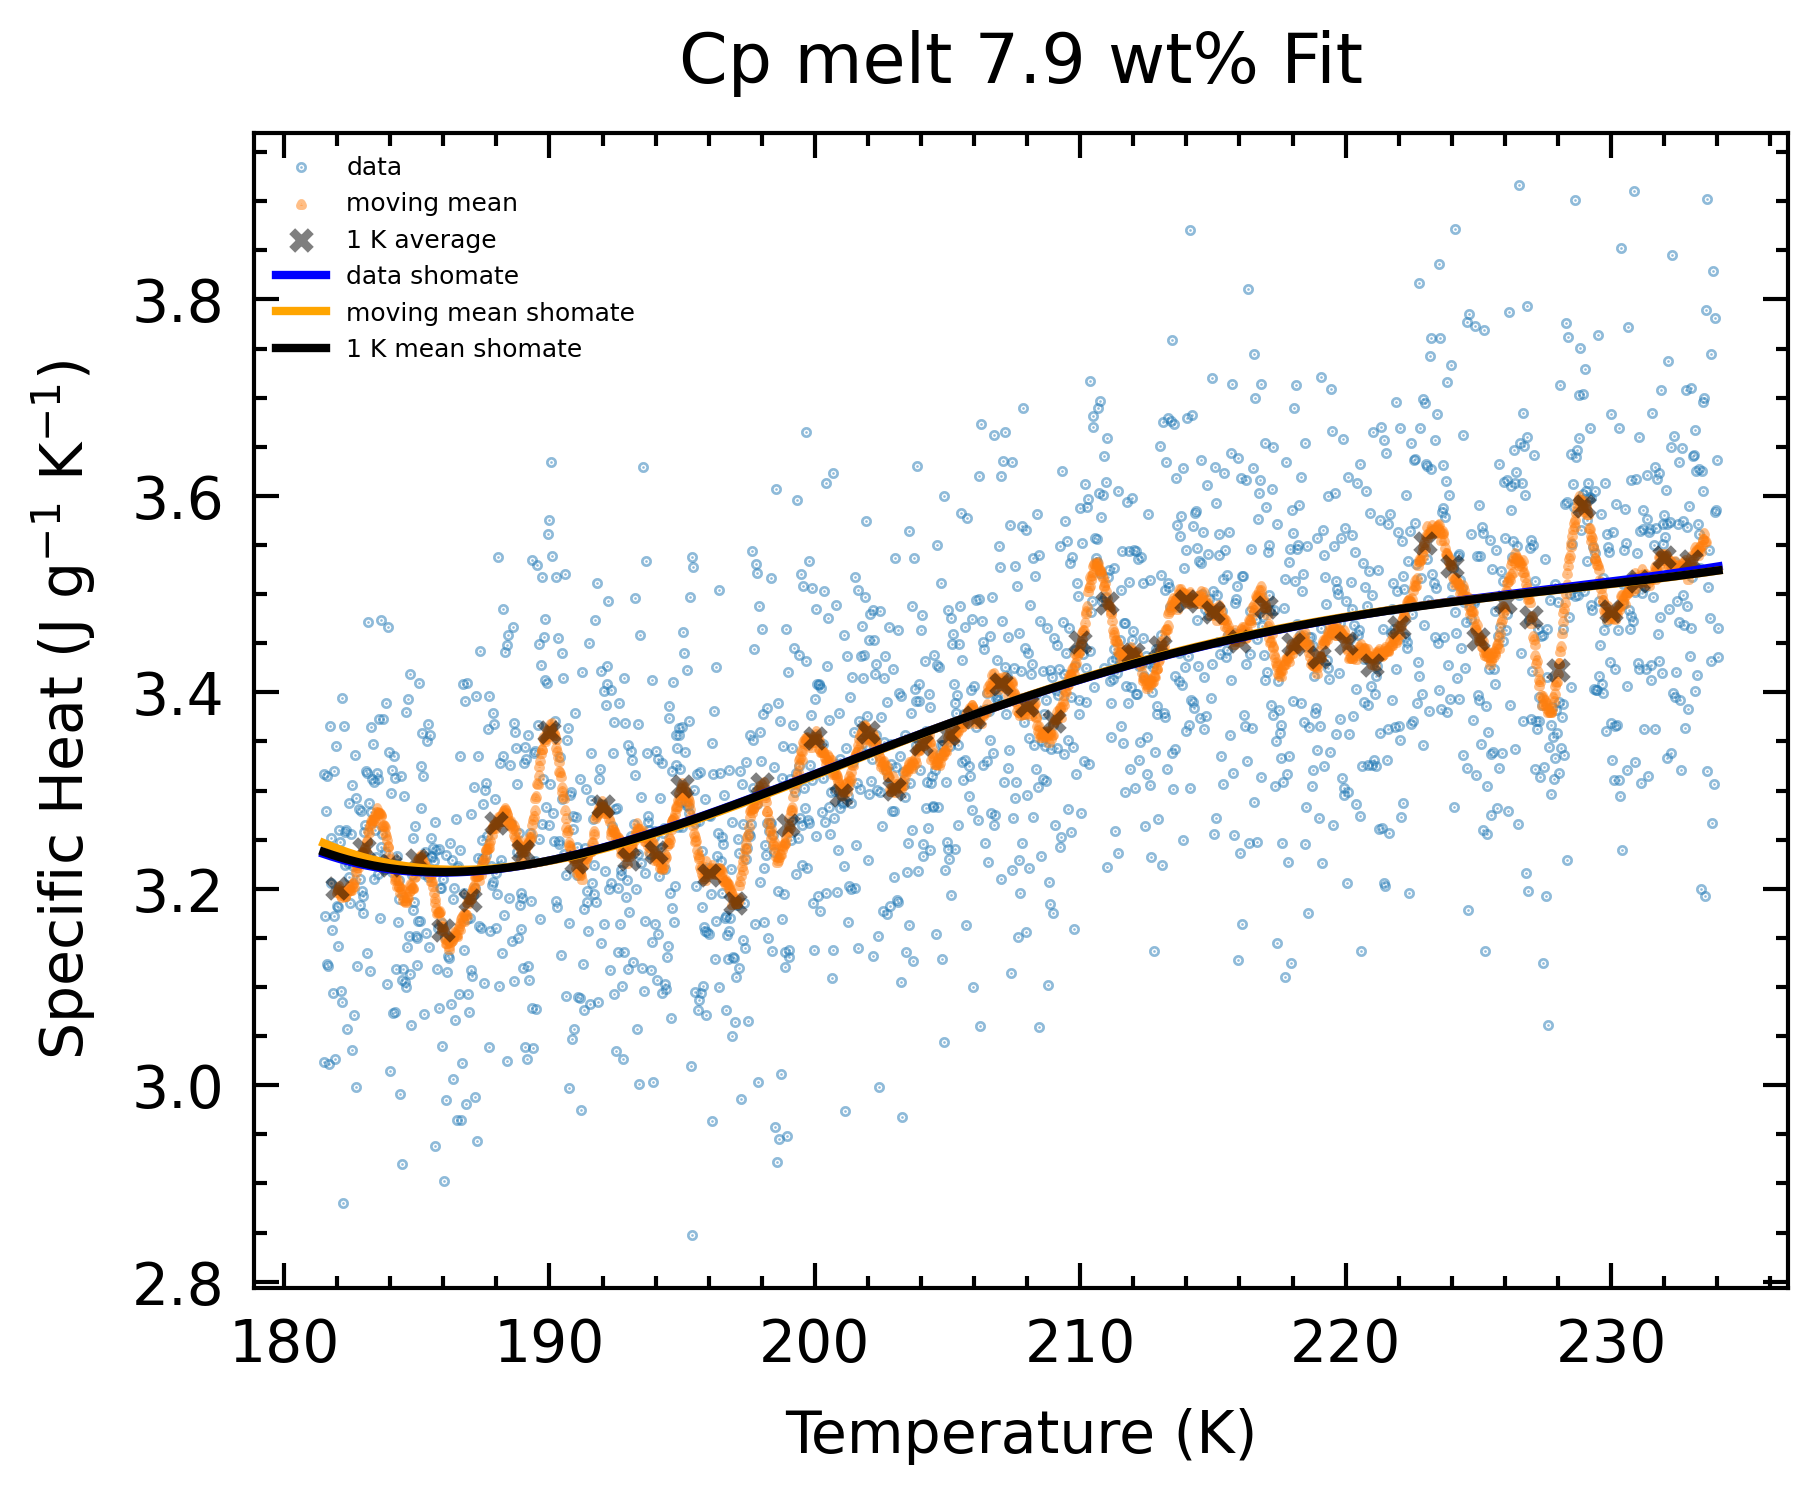 Cp melt 7.9 wt% Fit
data
moving mean
1 K average
data shomate
moving mean shomate
1 K mean shomate
Specific Heat (J g⁻¹ K⁻¹)
3.8
3.6
3.4
3.2
3.0
2.8
180 190 200 210 220 230
Temperature (K)